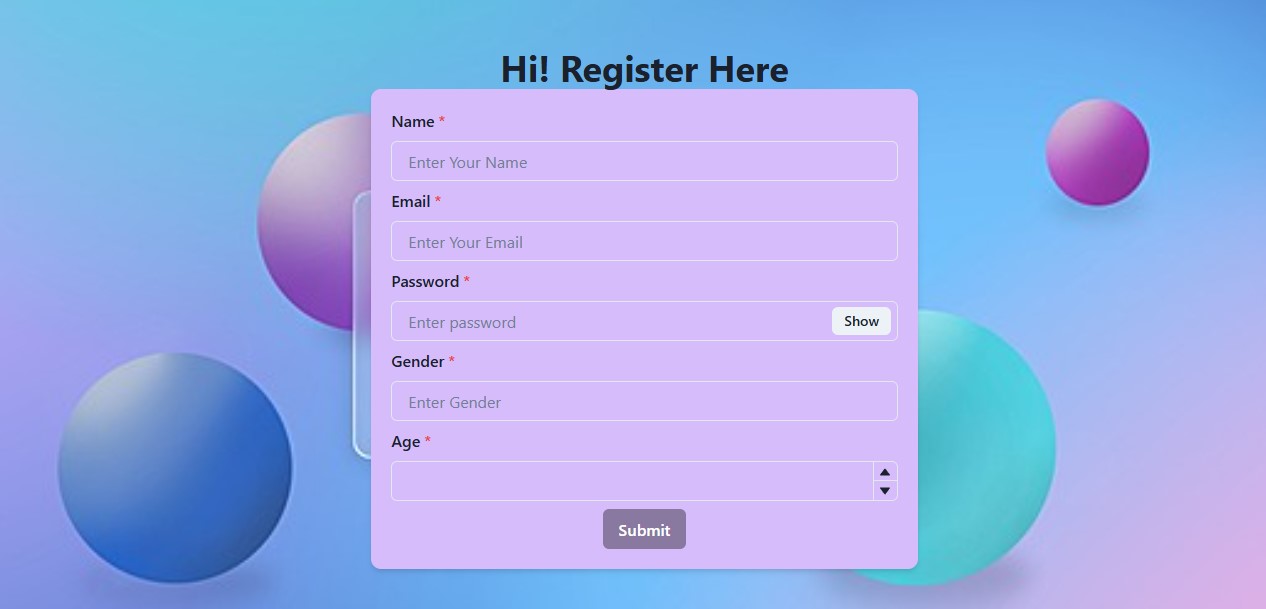 Hi! Register Here
Name *
Enter Your Name
Email *
Enter Your Email
Password *
Enter password
Show
Gender *
Enter Gender
Age *
Submit